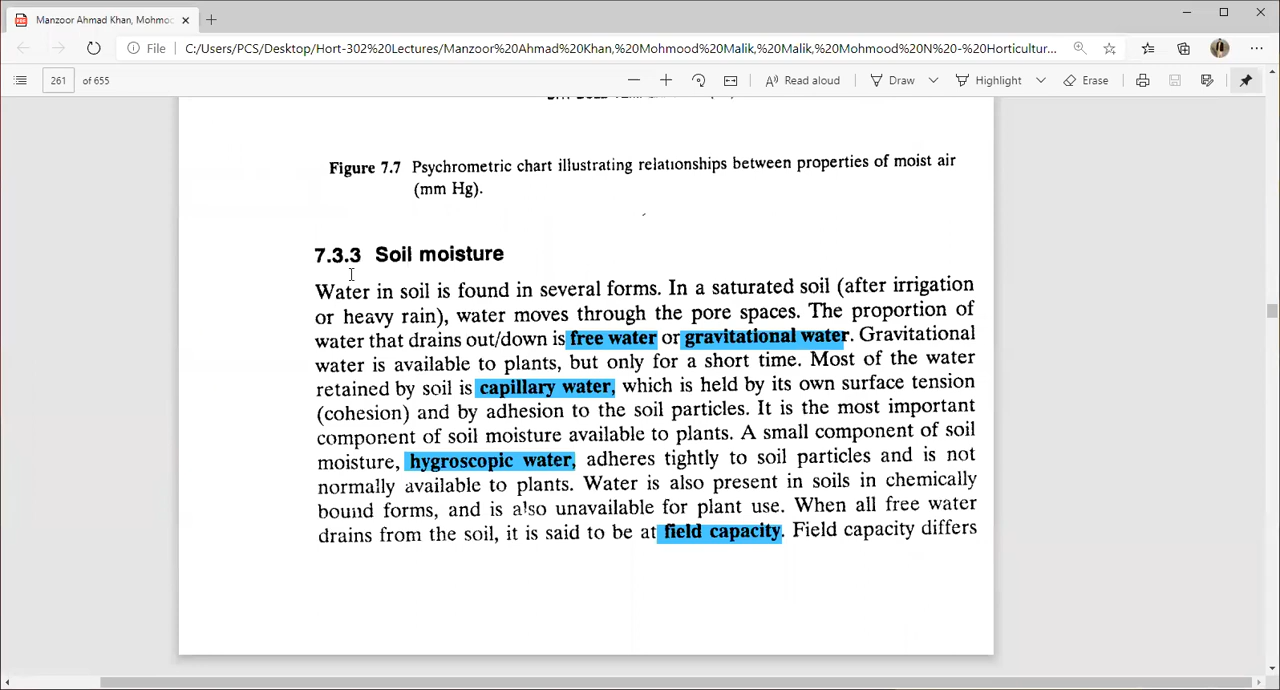 Manzoor Ahmad Khan, Mohmo
File
C:/Users/PCS/Desktop/Hort-302%20Lectures/Manzoor%20Ahmad%20Khan,%20Mohmood%20Malik,%20Malik,%20Mohmood%20N%20-%20Horticultur...
261 of 655
Read aloud
Draw
Highlight
Erase
Figure 7.7 Psychrometric chart illustrating relationships between properties of moist air
(mm Hg).
7.3.3 Soil moisture
Water in soil is found in several forms. In a saturated soil (after irrigation
or heavy rain), water moves through the pore spaces. The proportion of
water that drains out/down is free water or gravitational water. Gravitational
water is available to plants, but only for a short time. Most of the water
retained by soil is capillary water, which is held by its own surface tension
(cohesion) and by adhesion to the soil particles. It is the most important
component of soil moisture available to plants. A small component of soil
moisture, hygroscopic water, adheres tightly to soil particles and is not
normally available to plants. Water is also present in soils in chemically
bound forms, and is also unavailable for plant use. When all free water
drains from the soil, it is said to be at field capacity. Field capacity differs